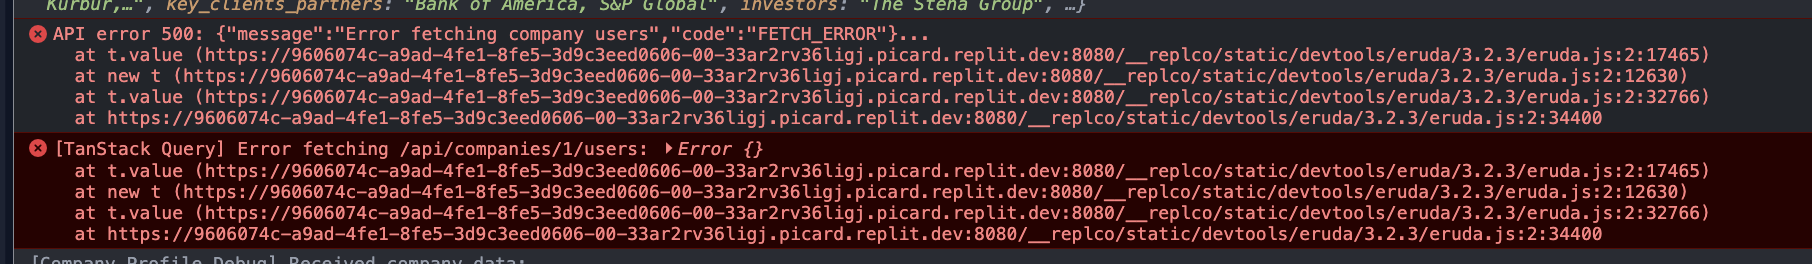 Kurbur,…", key_clients_partners: "Bank of America, S&P Global", investors: "The Stena Group", …}
API error 500: {"message":"Error fetching company users","code":"FETCH_ERROR"}...
at t.value (https://9606074c-a9ad-4fe1-8fe5-3d9c3eed0606-00-33ar2rv36ligj.picard.replit.dev:8080/__replco/static/devtools/eruda/3.2.3/eruda.js:2:17465)
at new t (https://9606074c-a9ad-4fe1-8fe5-3d9c3eed0606-00-33ar2rv36ligj.picard.replit.dev:8080/__replco/static/devtools/eruda/3.2.3/eruda.js:2:12630)
at t.value (https://9606074c-a9ad-4fe1-8fe5-3d9c3eed0606-00-33ar2rv36ligj.picard.replit.dev:8080/__replco/static/devtools/eruda/3.2.3/eruda.js:2:32766)
at https://9606074c-a9ad-4fe1-8fe5-3d9c3eed0606-00-33ar2rv36ligj.picard.replit.dev:8080/__replco/static/devtools/eruda/3.2.3/eruda.js:2:34400
[TanStack Query] Error fetching /api/companies/1/users: Error {}
at t.value (https://9606074c-a9ad-4fe1-8fe5-3d9c3eed0606-00-33ar2rv36ligj.picard.replit.dev:8080/__replco/static/devtools/eruda/3.2.3/eruda.js:2:17465)
at new t (https://9606074c-a9ad-4fe1-8fe5-3d9c3eed0606-00-33ar2rv36ligj.picard.replit.dev:8080/__replco/static/devtools/eruda/3.2.3/eruda.js:2:12630)
at t.value (https://9606074c-a9ad-4fe1-8fe5-3d9c3eed0606-00-33ar2rv36ligj.picard.replit.dev:8080/__replco/static/devtools/eruda/3.2.3/eruda.js:2:32766)
at https://9606074c-a9ad-4fe1-8fe5-3d9c3eed0606-00-33ar2rv36ligj.picard.replit.dev:8080/__replco/static/devtools/eruda/3.2.3/eruda.js:2:34400
[Company Profile Debug] Received company data: